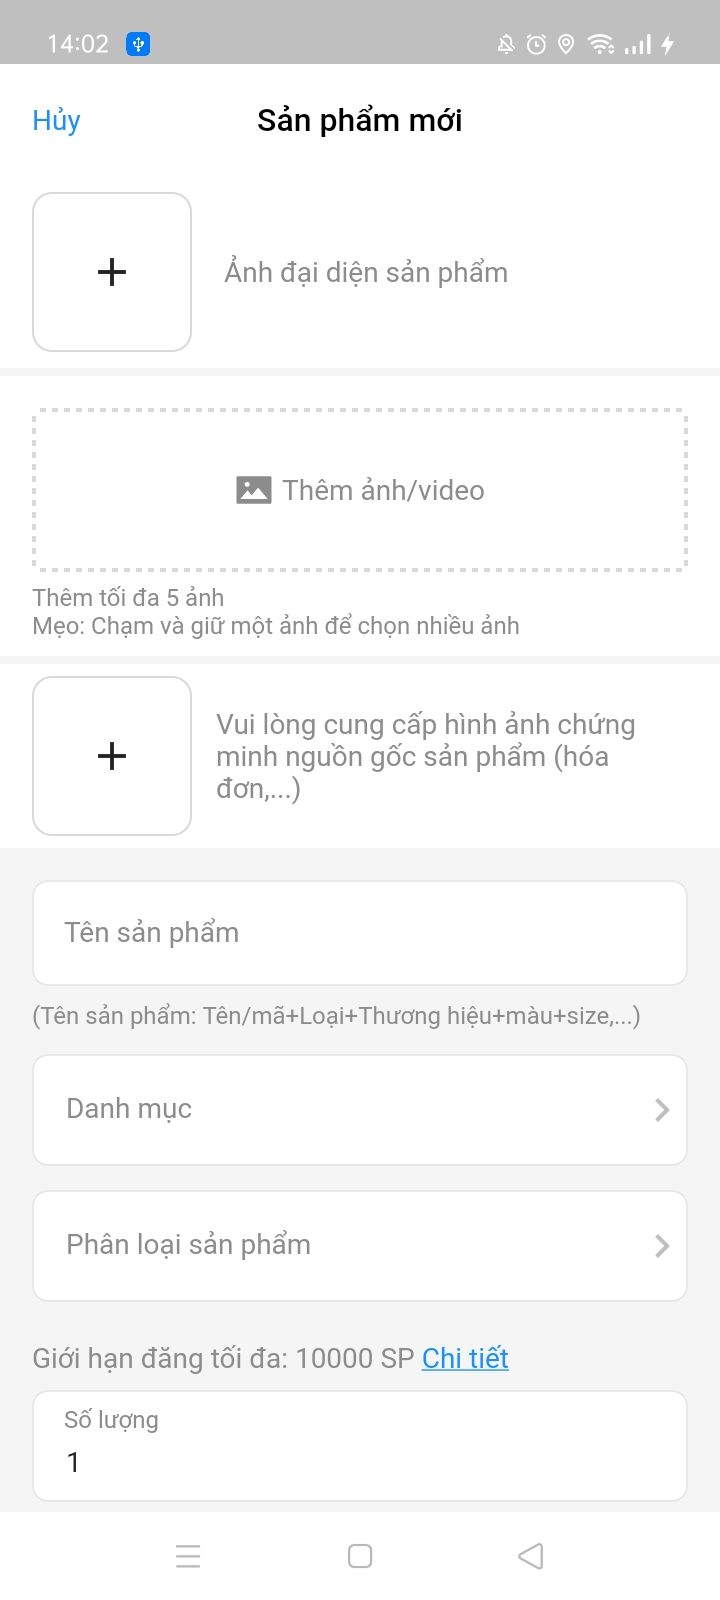 14:02
Hủy
Sản phẩm mới
Ảnh đại diện sản phẩm
Thêm ảnh/video
Thêm tối đa 5 ảnh
Mẹo: Chạm và giữ một ảnh để chọn nhiều ảnh
Vui lòng cung cấp hình ảnh chứng
minh nguồn gốc sản phẩm (hóa
đơn,...)
Tên sản phẩm
(Tên sản phẩm: Tên/mã+Loại+Thương hiệu+màu+size,...)
Danh mục
Phân loại sản phẩm
Giới hạn đăng tối đa: 10000 SP Chi tiết
Số lượng
1